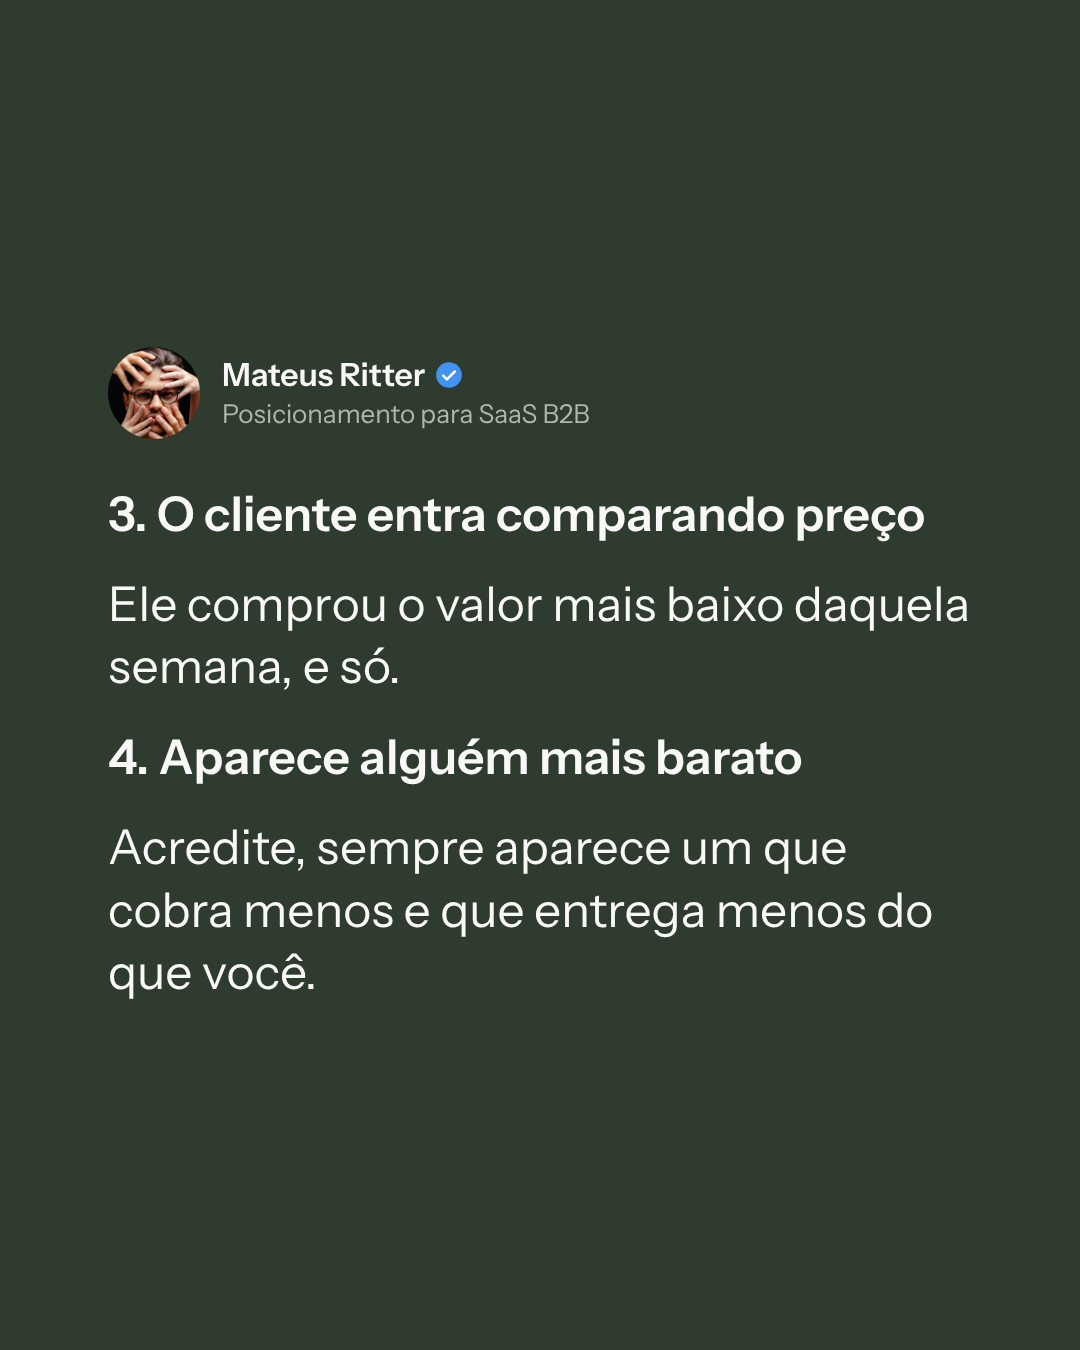 Mateus Ritter
Posicionamento para SaaS B2B
3. O cliente entra comparando preço
Ele comprou o valor mais baixo daquela
semana, e só.
4. Aparece alguém mais barato
Acredite, sempre aparece um que
cobra menos e que entrega menos do
que você.